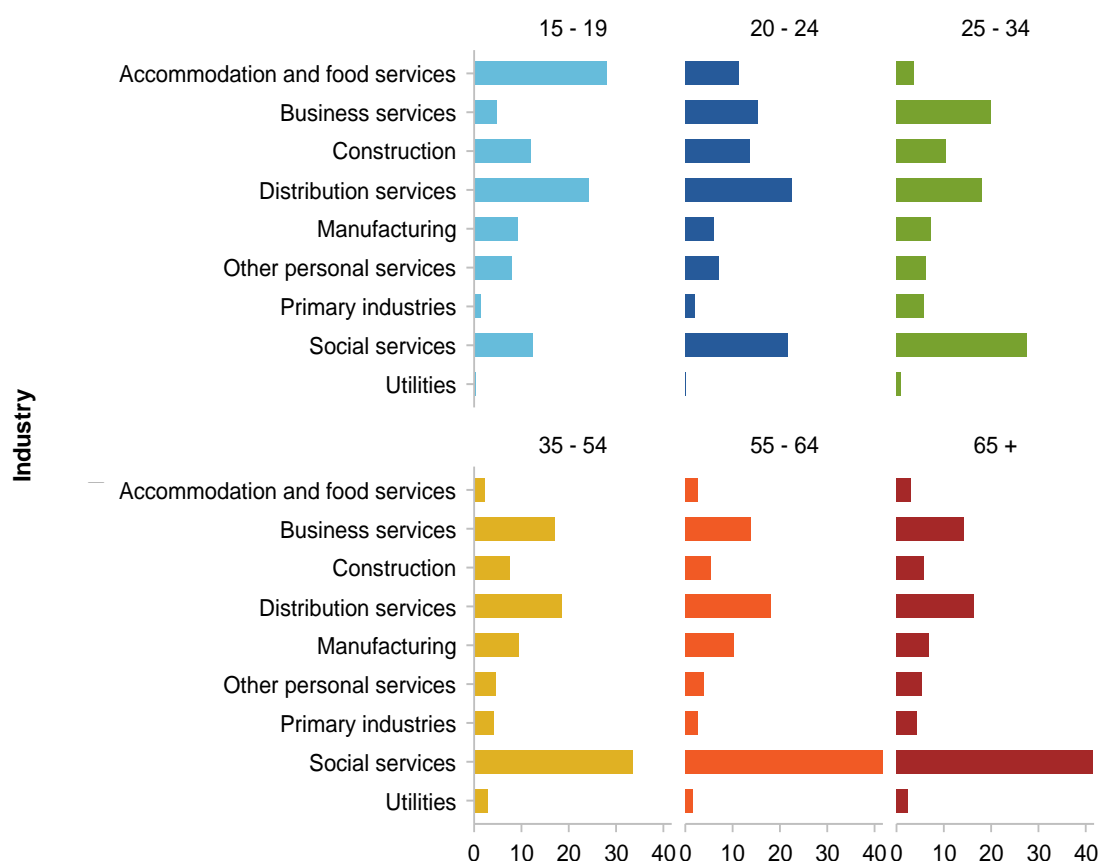 15 - 19 20 - 24 25 - 34
Accommodation and food services
Business services
Construction
Distribution services
Manufacturing
Other personal services
Primary industries
Social services
Utilities
Industry
35 - 54 55 - 64 65 +
Accommodation and food services
Business services
Construction
Distribution services
Manufacturing
Other personal services
Primary industries
Social services
Utilities
0 10 20 30 40 0 10 20 30 40 0 10 20 30 40